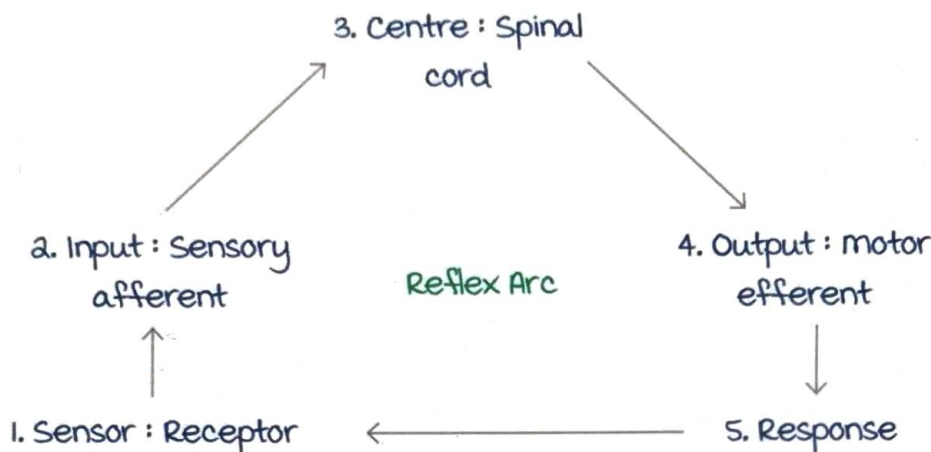 3. Centre : Spinal
cord
2. Input : Sensory
afferent
Reflex Arc
4. Output : motor
efferent
1. Sensor : Receptor
5. Response